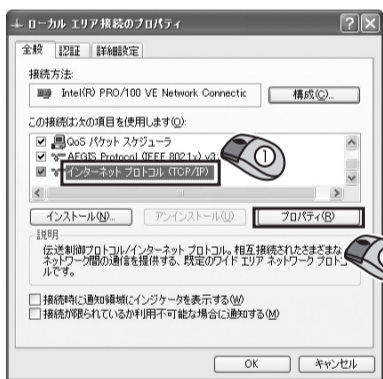 ローカル エリア接続のプロパティ
全般 認証 詳細設定
接続方法:
Intel(R) PRO/100 VE Network Connectic
構成(C)...
この接続は次の項目を使用します(O):
QoS パケット スケジューラ
AEGIS Protocol (IEEE 802.1x) v3.
インターネット プロトコル (TCP/IP)
①
インストール(N)... アンインストール(U) プロパティ(R)
説明
伝送制御プロトコル/インターネット プロトコル。相互接続されたさまざまな
ネットワーク間の通信を提供する、既定のワイド エリア ネットワーク プロトコ
ルです。
接続時に通知領域にインジケータを表示する(W)
接続が限られているか利用不可能な場合に通知する(M)
OK キャンセル